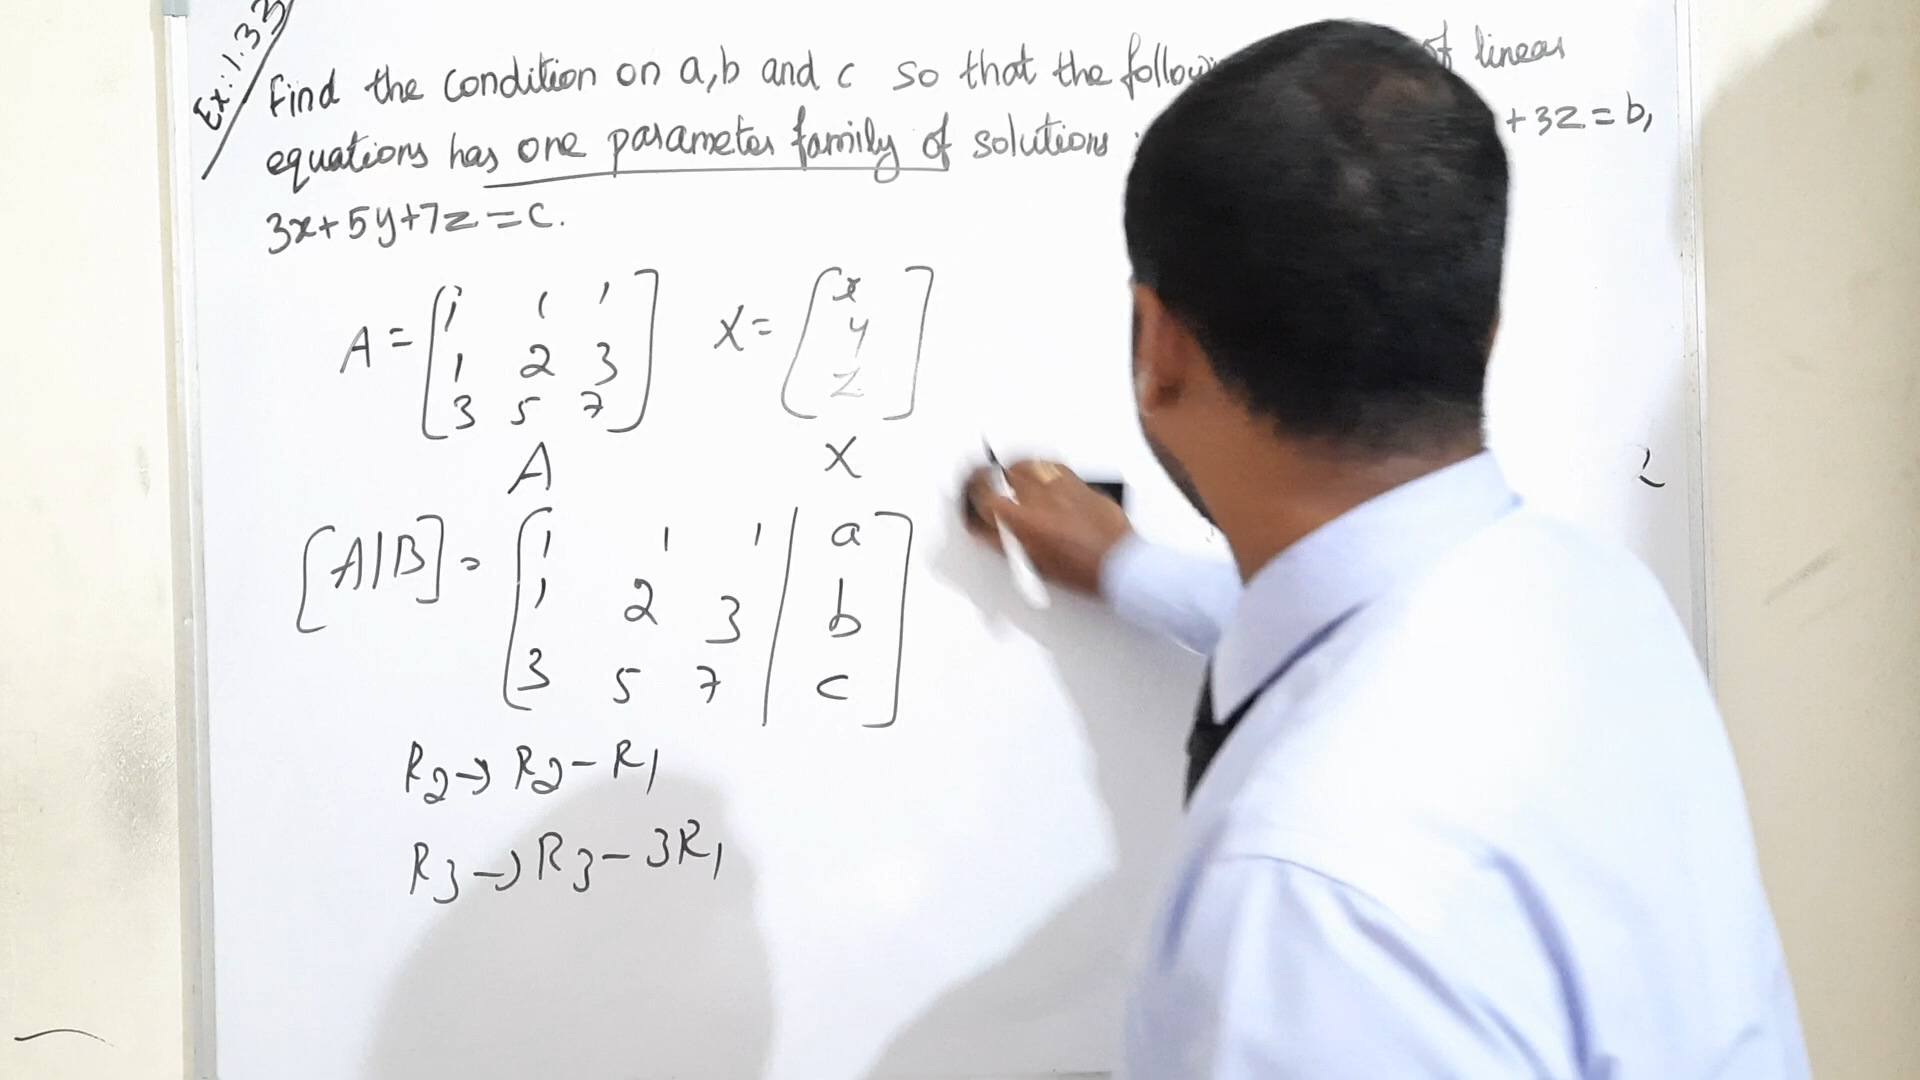 Ex: 1.33
Find the condition on a,b and c so that the of linear
equations has one parameter family of solutions +3z=b,
3x+5y+7z=c.
A = [1 1 1 X = [x
1 2 3 y
3 5 7] z]
A X
[A|B] = [1 1 1 | a
1 2 3 | b
3 5 7 | c]
R2→R2-R1
R3→R3-3R1